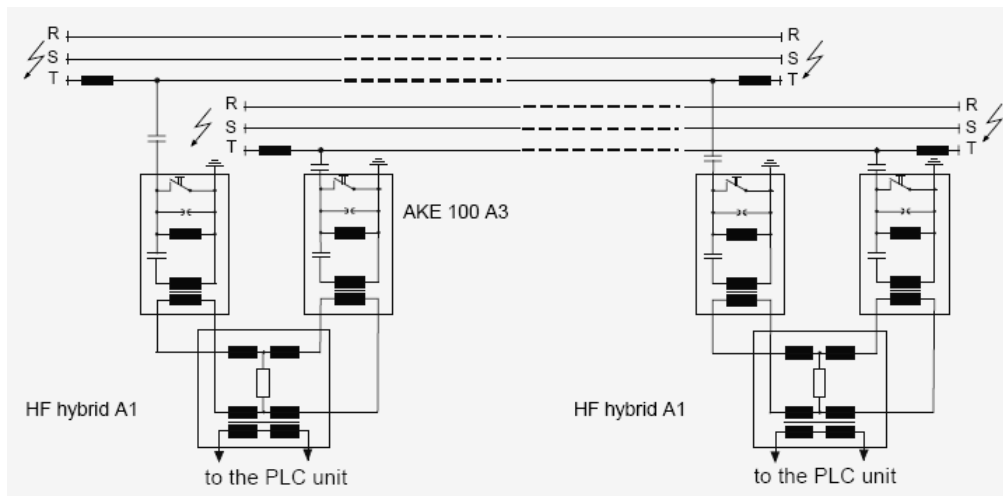 R R
S S
T T
R R
S S
T T
AKE 100 A3
HF hybrid A1 HF hybrid A1
to the PLC unit to the PLC unit